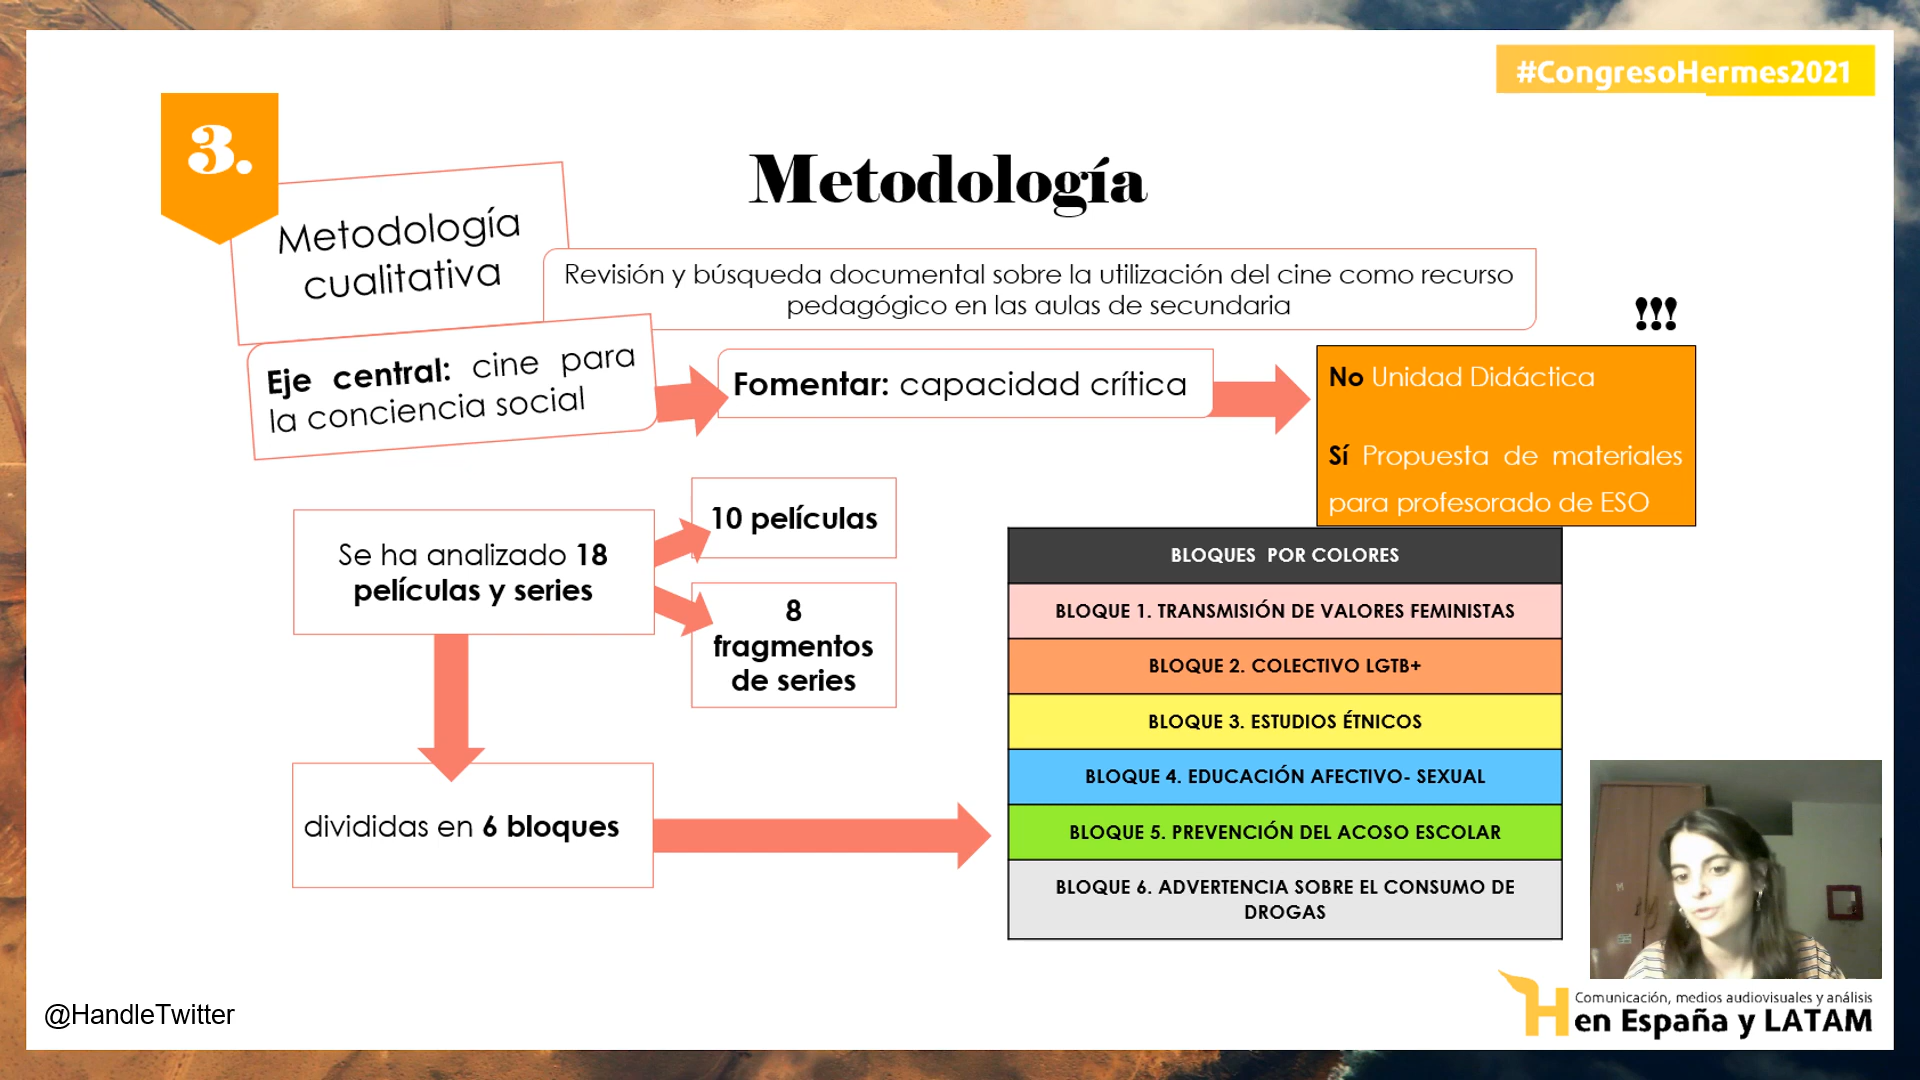 #CongresoHermes2021
3.
Metodología
Metodología
cualitativa
Revisión y búsqueda documental sobre la utilización del cine como recurso
pedagógico en las aulas de secundaria
!!!
Eje central: cine para
la conciencia social
Fomentar: capacidad crítica
No Unidad Didáctica
Sí Propuesta de materiales
para profesorado de ESO
Se ha analizado 18
películas y series
10 películas
8
fragmentos
de series
divididas en 6 bloques
BLOQUES POR COLORES
BLOQUE 1. TRANSMISIÓN DE VALORES FEMINISTAS
BLOQUE 2. COLECTIVO LGTB+
BLOQUE 3. ESTUDIOS ÉTNICOS
BLOQUE 4. EDUCACIÓN AFECTIVO- SEXUAL
BLOQUE 5. PREVENCIÓN DEL ACOSO ESCOLAR
BLOQUE 6. ADVERTENCIA SOBRE EL CONSUMO DE
DROGAS
@HandleTwitter
H
Comunicación, medios audiovisuales y análisis
en España y LATAM